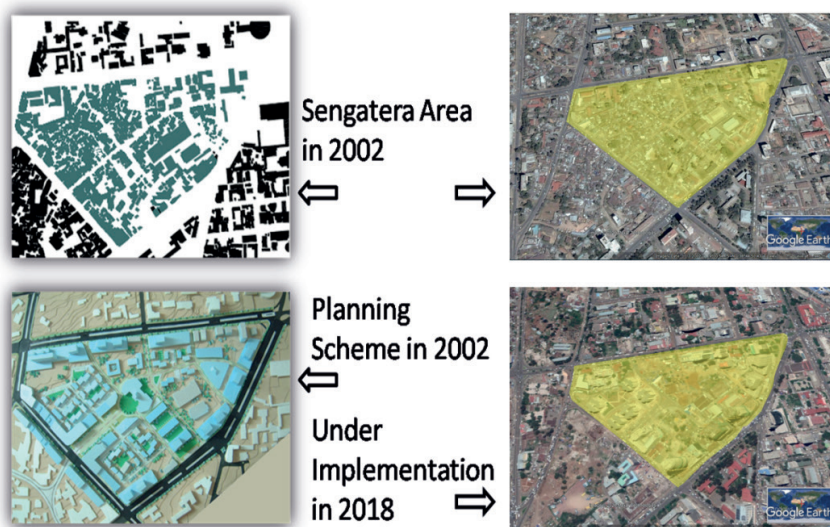 Sengatera Area
in 2002
Google Earth
Planning
Scheme in 2002
Under
Implementation
in 2018
Google Earth